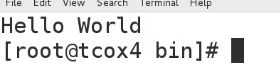 File Edit View Search Terminal Help
Hello World
[root@tcox4 bin]#